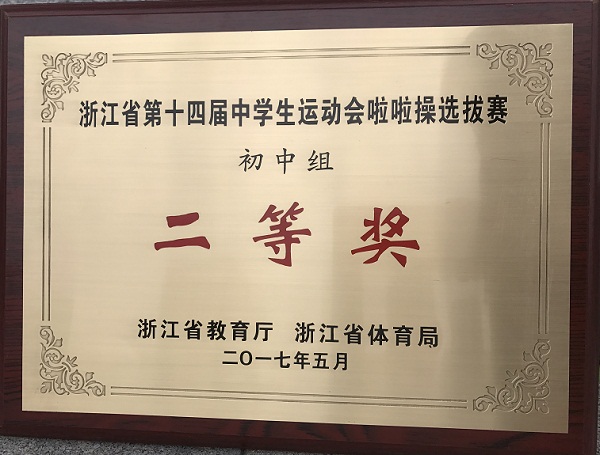 浙江省第十四届中学生运动会啦啦操选拔赛
初中组
二等奖
浙江省教育厅 浙江省体育局
二〇一七年五月